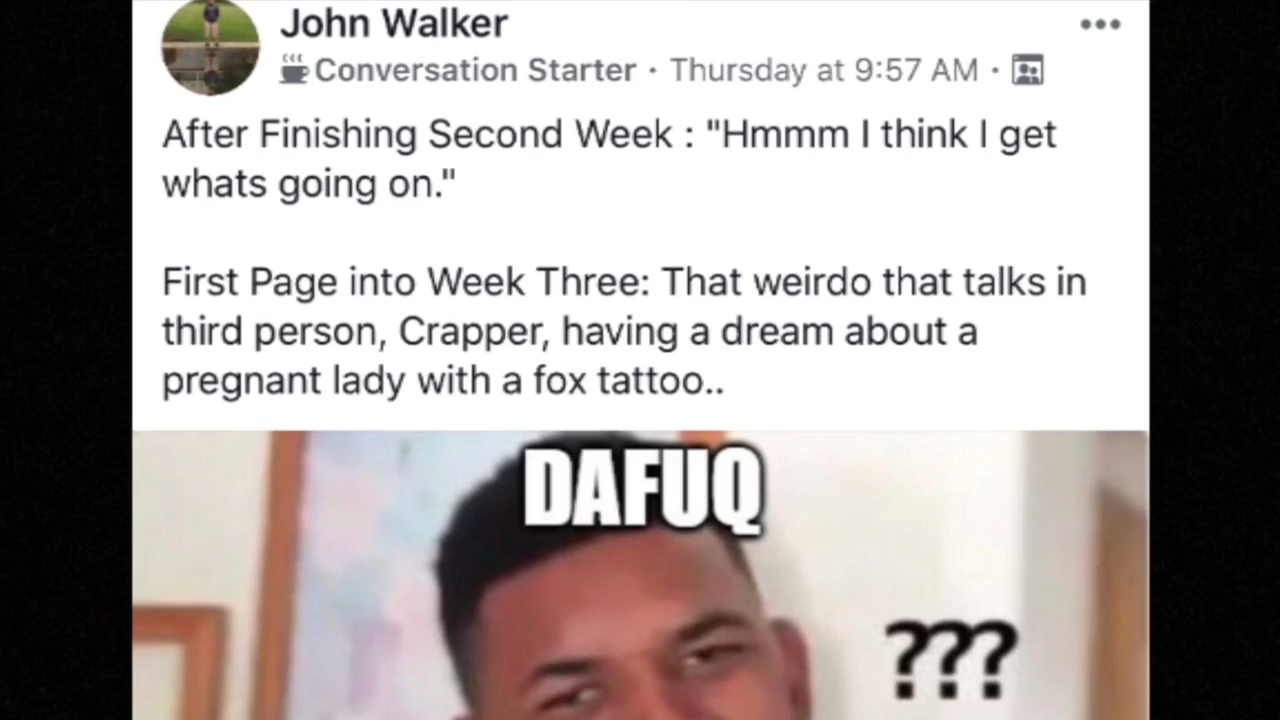 John Walker
Conversation Starter · Thursday at 9:57 AM ·
After Finishing Second Week : "Hmmm I think I get
whats going on."
First Page into Week Three: That weirdo that talks in
third person, Crapper, having a dream about a
pregnant lady with a fox tattoo..
DAFUQ
???